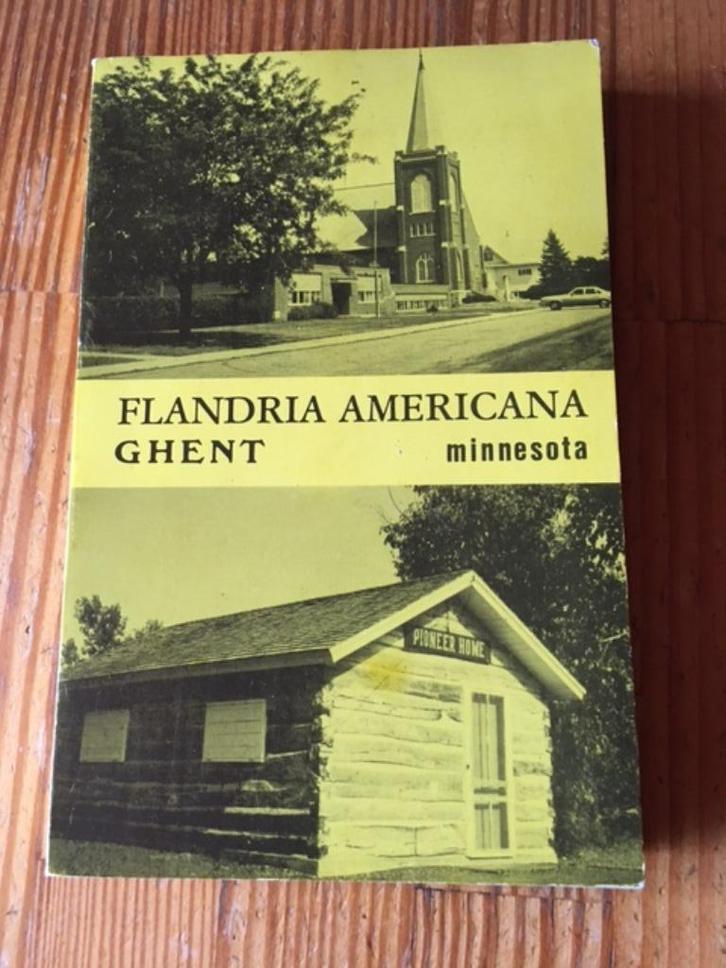 FLANDRIA AMERICANA
GHENT minnesota
PIONEER HOME